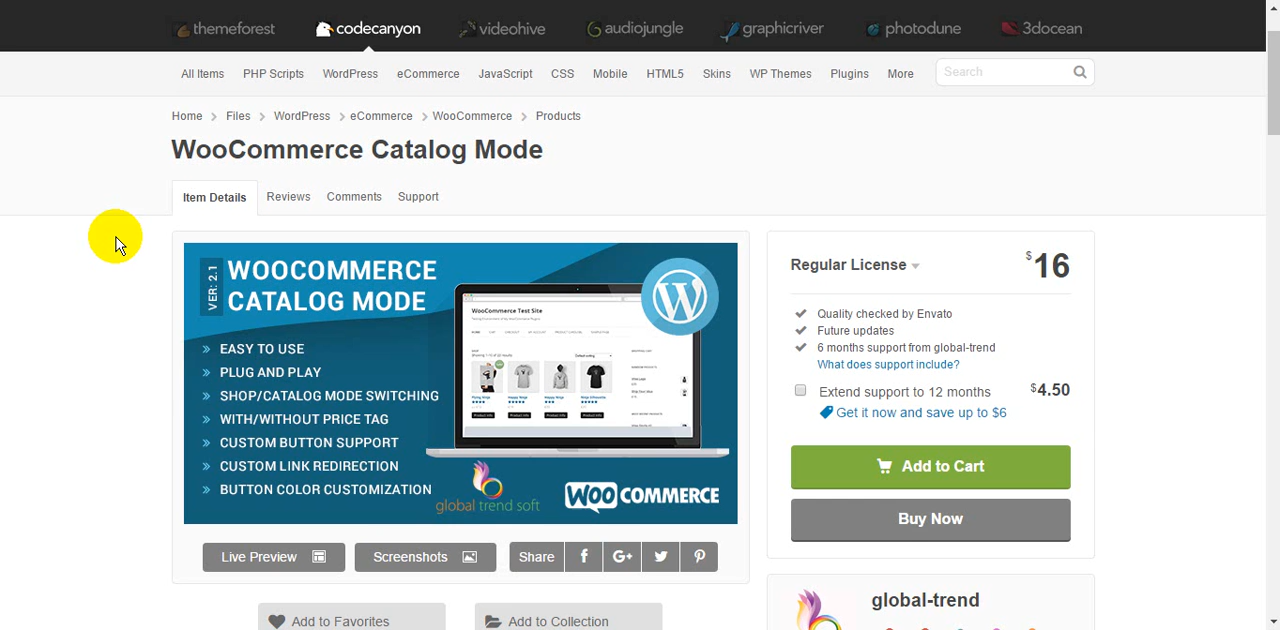 themeforest codecanyon videohive audiojungle graphicriver photodune 3docean
All Items PHP Scripts WordPress eCommerce JavaScript CSS Mobile HTML5 Skins WP Themes Plugins More Search
Home Files WordPress eCommerce WooCommerce Products
WooCommerce Catalog Mode
Item Details Reviews Comments Support
VER: 2.1
WOOCOMMERCE
CATALOG MODE
» EASY TO USE
» PLUG AND PLAY
» SHOP/CATALOG MODE SWITCHING
» WITH/WITHOUT PRICE TAG
» CUSTOM BUTTON SUPPORT
» CUSTOM LINK REDIRECTION
» BUTTON COLOR CUSTOMIZATION
WooCommerce Test Site
global trend soft
WOO COMMERCE
Live Preview Screenshots Share f G+
Add to Favorites Add to Collection
Regular License $16
Quality checked by Envato
Future updates
6 months support from global-trend
What does support include?
Extend support to 12 months $4.50
Get it now and save up to $6
Add to Cart
Buy Now
global-trend